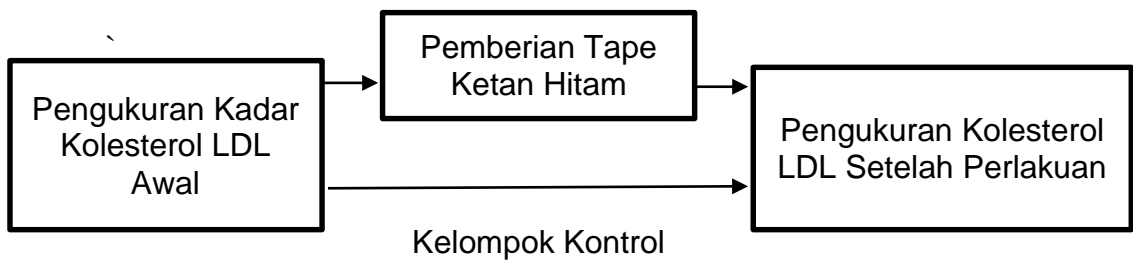 `
Pengukuran Kadar
Kolesterol LDL
Awal
Pemberian Tape
Ketan Hitam
Pengukuran Kolesterol
LDL Setelah Perlakuan
Kelompok Kontrol